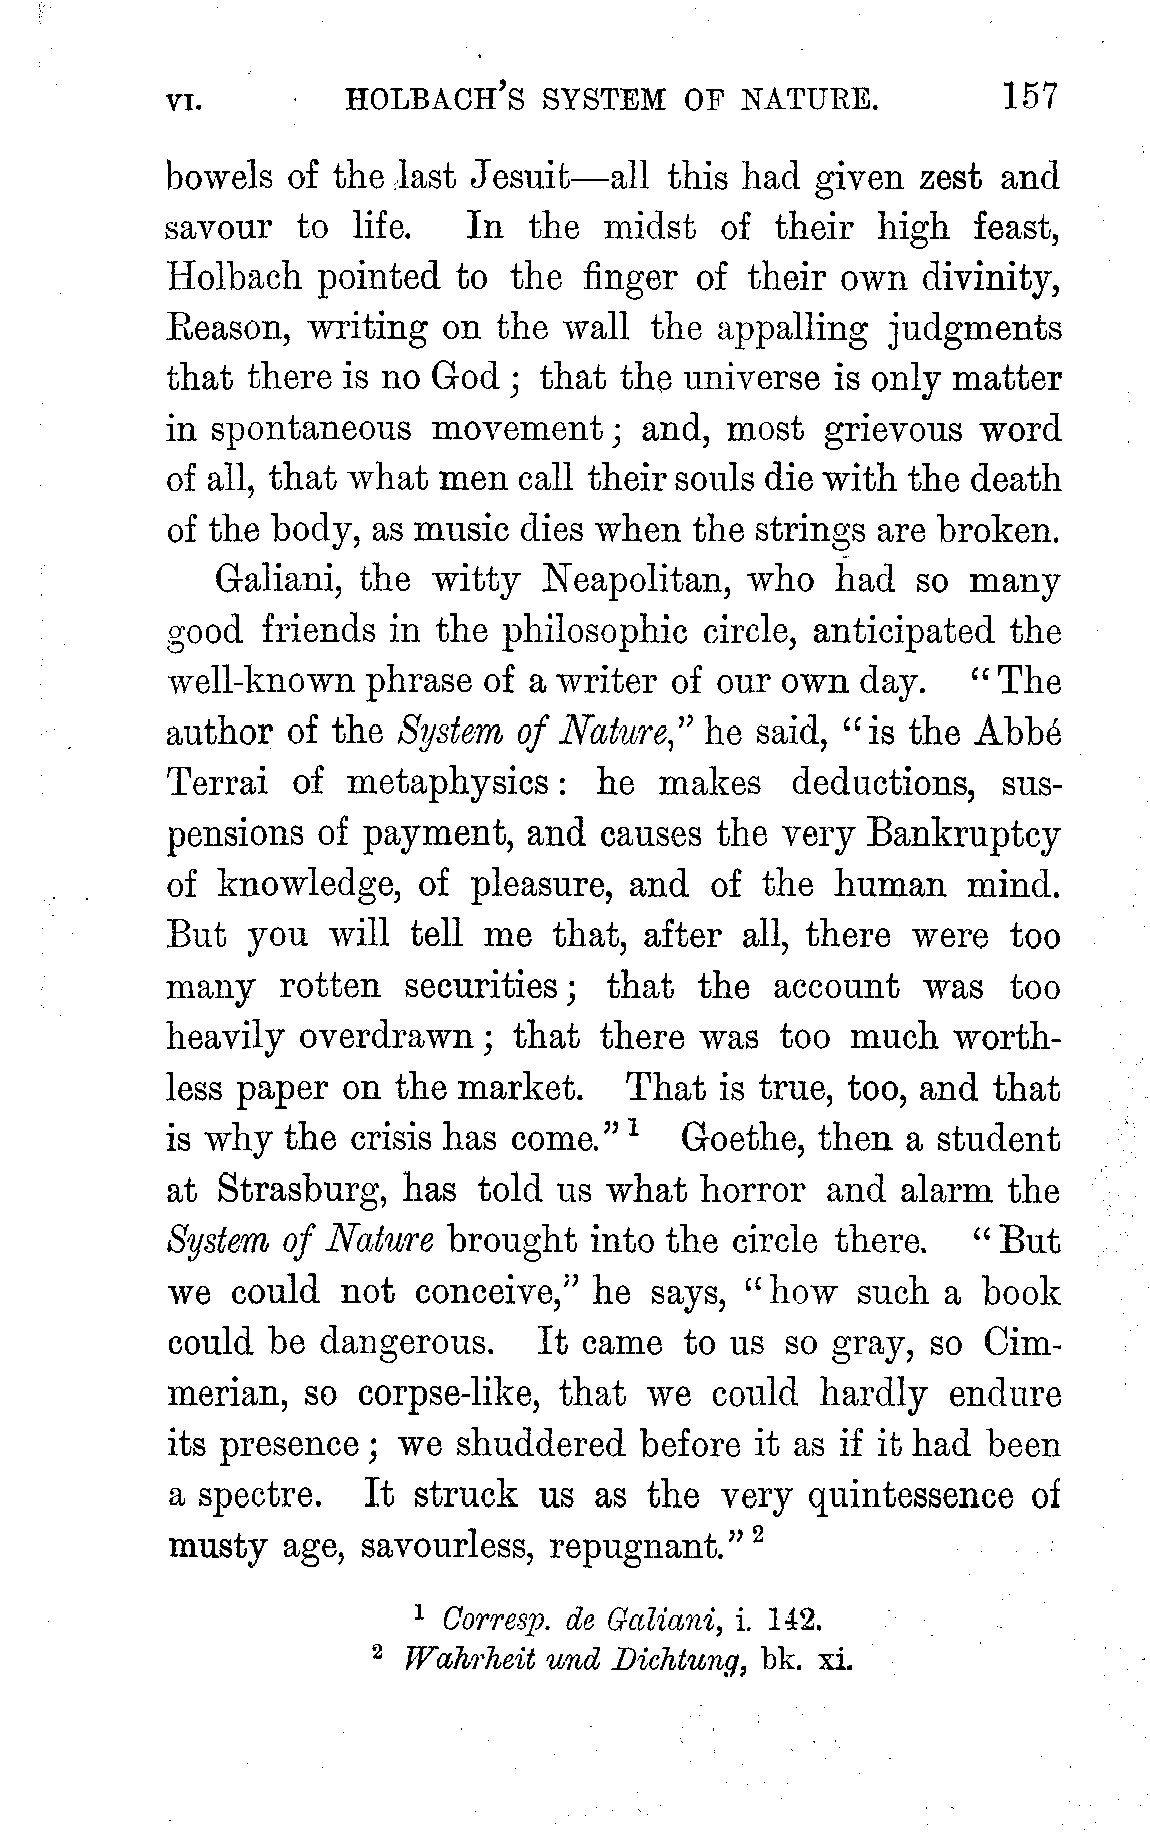 VI. HOLBACH'S SYSTEM OF NATURE. 157
bowels of the last Jesuit—all this had given zest and
savour to life. In the midst of their high feast,
Holbach pointed to the finger of their own divinity,
Reason, writing on the wall the appalling judgments
that there is no God ; that the universe is only matter
in spontaneous movement ; and, most grievous word
of all, that what men call their souls die with the death
of the body, as music dies when the strings are broken.
Galiani, the witty Neapolitan, who had so many
good friends in the philosophic circle, anticipated the
well-known phrase of a writer of our own day. “The
author of the System of Nature,” he said, “is the Abbé
Terrai of metaphysics : he makes deductions, sus-
pensions of payment, and causes the very Bankruptcy
of knowledge, of pleasure, and of the human mind.
But you will tell me that, after all, there were too
many rotten securities ; that the account was too
heavily overdrawn ; that there was too much worth-
less paper on the market. That is true, too, and that
is why the crisis has come.” 1 Goethe, then a student
at Strasburg, has told us what horror and alarm the
System of Nature brought into the circle there. “But
we could not conceive,” he says, “how such a book
could be dangerous. It came to us so gray, so Cim-
merian, so corpse-like, that we could hardly endure
its presence ; we shuddered before it as if it had been
a spectre. It struck us as the very quintessence of
musty age, savourless, repugnant.” 2
1 Corresp. de Galiani, i. 142.
2 Wahrheit und Dichtung, bk. xi.